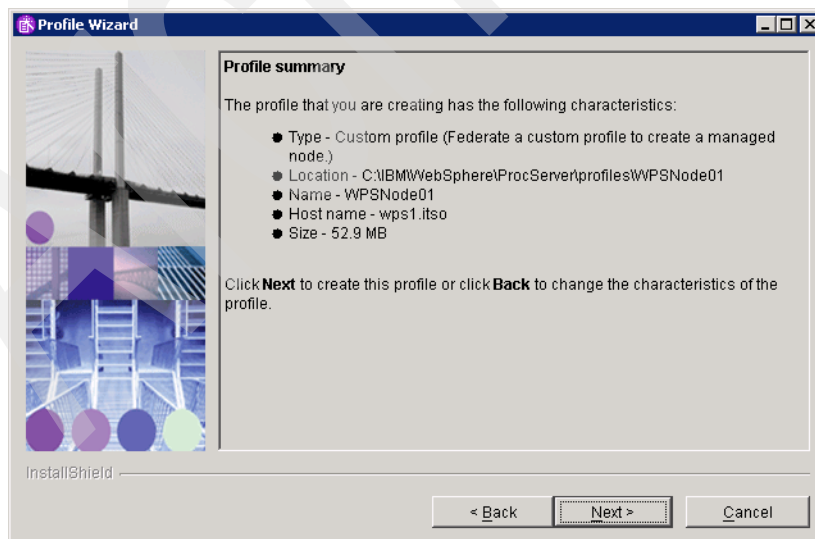 Profile Wizard
Profile summary
The profile that you are creating has the following characteristics:
Type - Custom profile (Federate a custom profile to create a managed
node.)
Location - C:\IBM\WebSphere\ProcServer\profiles\WPSNode01
Name - WPSNode01
Host name - wps1.itso
Size - 52.9 MB
Click Next to create this profile or click Back to change the characteristics of the
profile.
InstallShield
< Back
Next >
Cancel